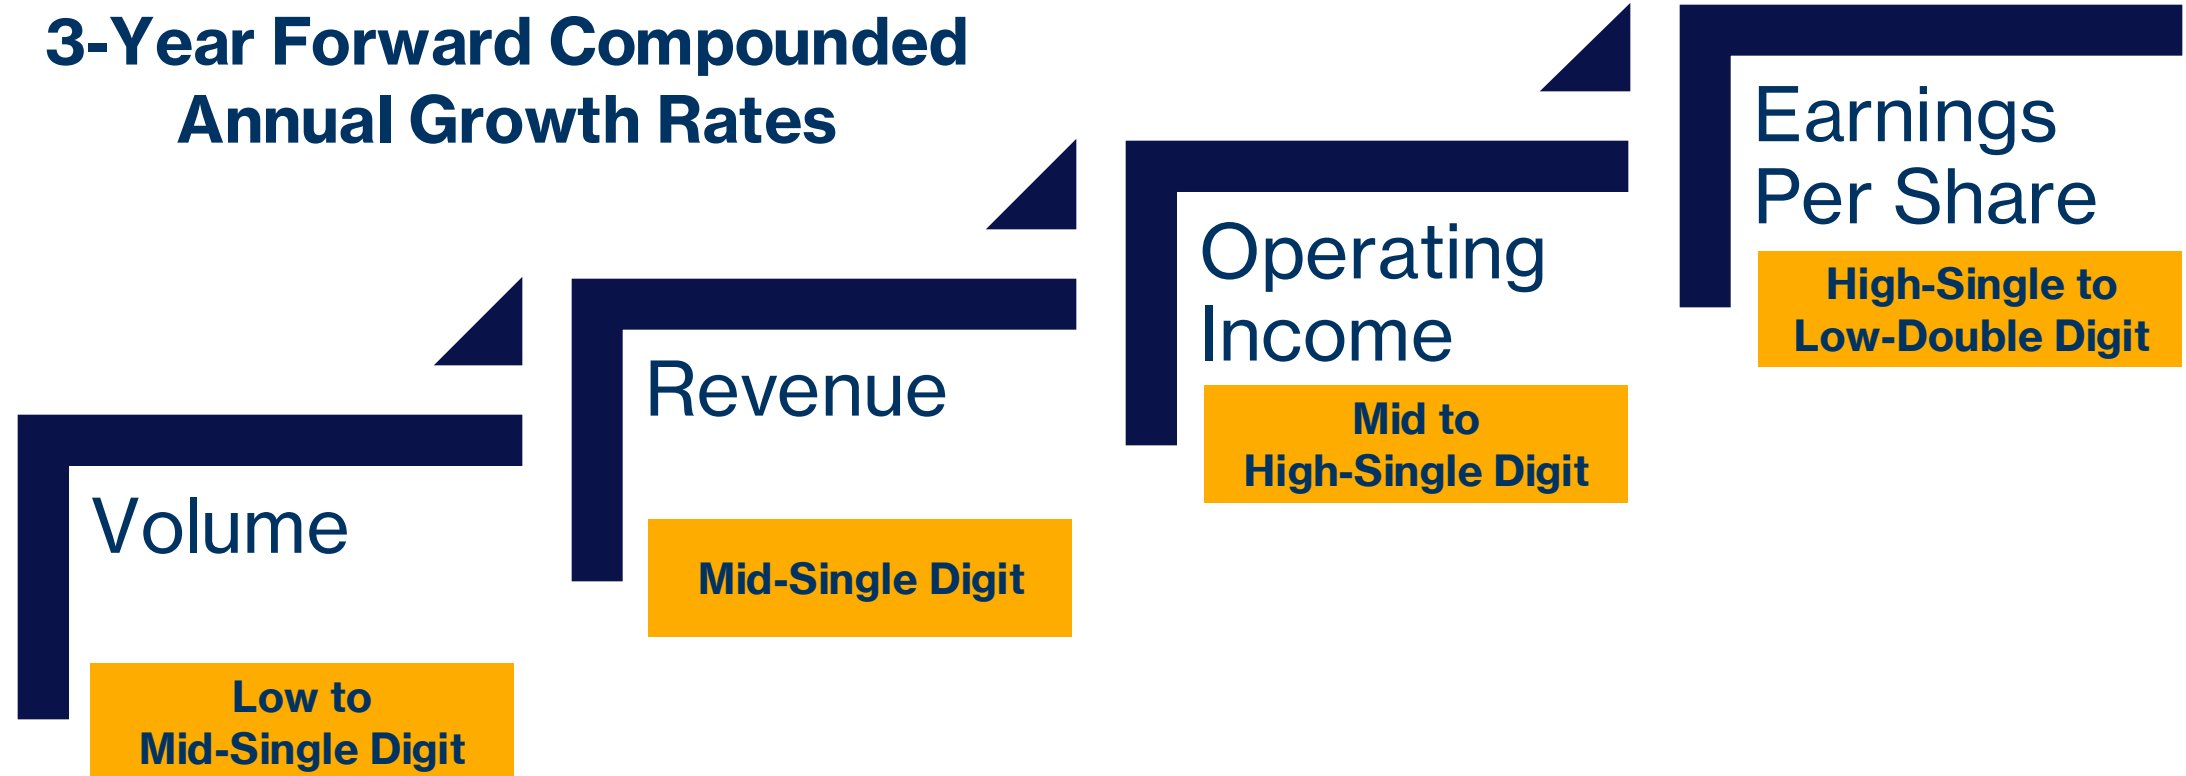 3-Year Forward Compounded
Annual Growth Rates
Volume
Low to
Mid-Single Digit
Revenue
Mid-Single Digit
Operating
Income
Mid to
High-Single Digit
Earnings
Per Share
High-Single to
Low-Double Digit